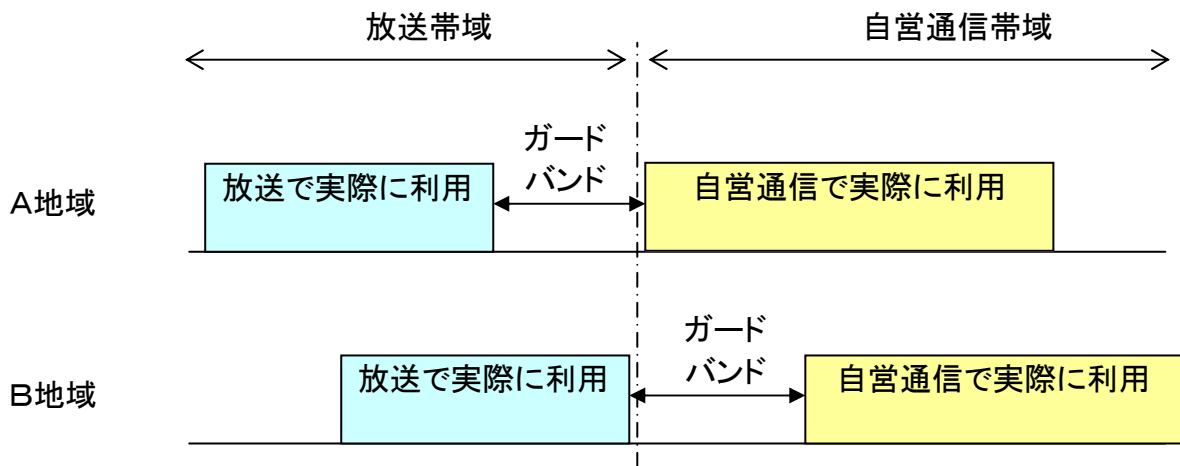 放送帯域
自営通信帯域
ガード
バンド
A地域
放送で実際に利用
自営通信で実際に利用
ガード
バンド
B地域
放送で実際に利用
自営通信で実際に利用